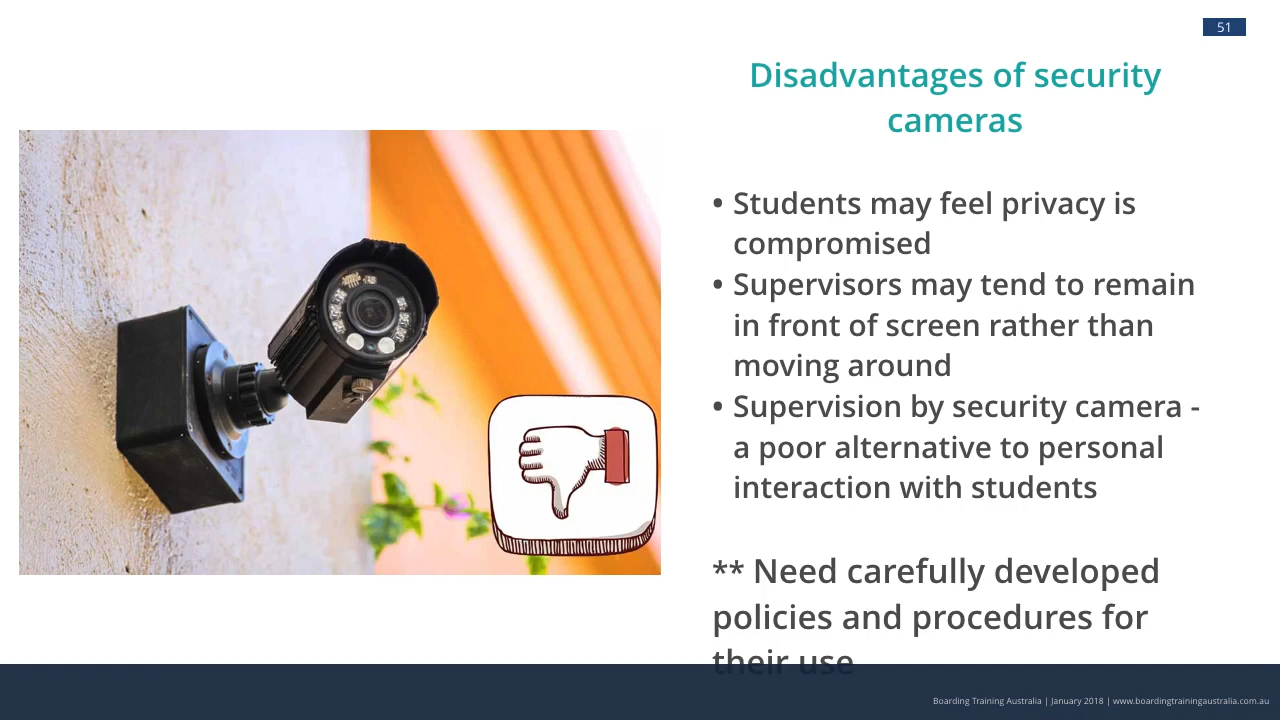 51
Disadvantages of security
cameras
• Students may feel privacy is
compromised
• Supervisors may tend to remain
in front of screen rather than
moving around
• Supervision by security camera -
a poor alternative to personal
interaction with students
** Need carefully developed
policies and procedures for
their use
Boarding Training Australia | January 2018 | www.boardingtrainingaustralia.com.au